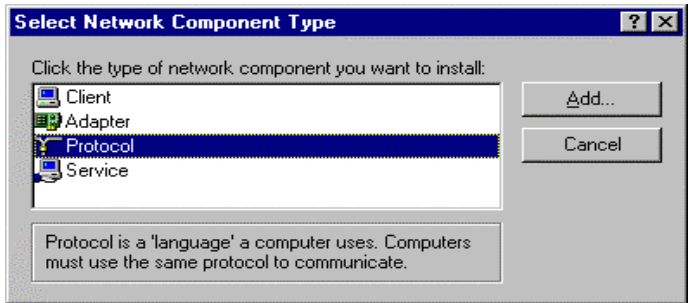 Select Network Component Type
Click the type of network component you want to install:
Client
Adapter
Protocol
Service
Add...
Cancel
Protocol is a 'language' a computer uses. Computers
must use the same protocol to communicate.